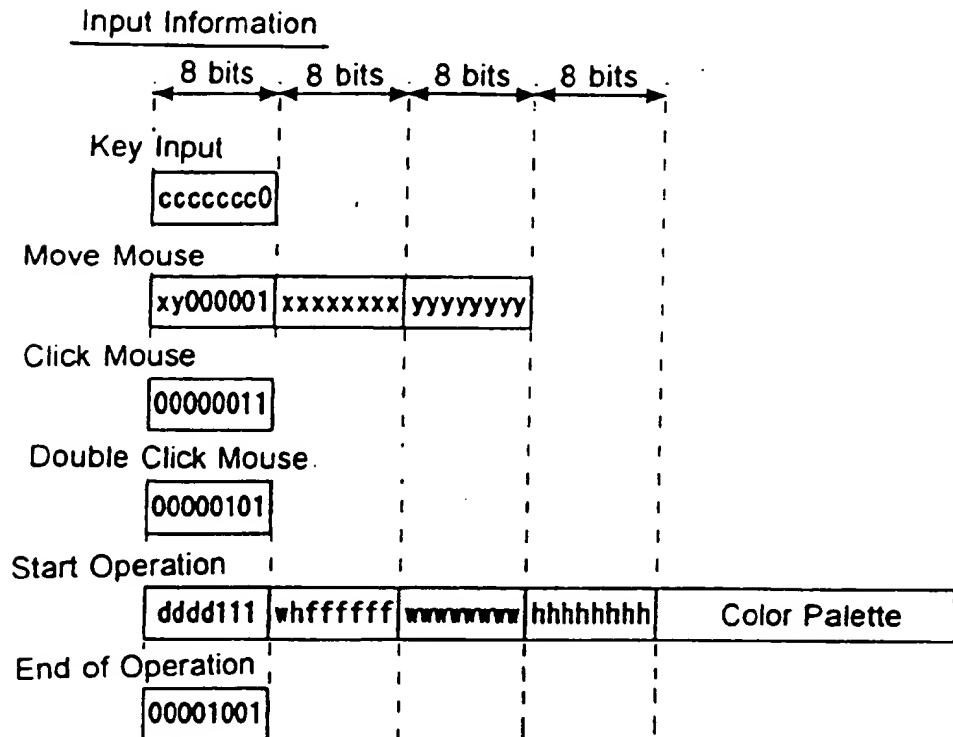 Input Information
8 bits 8 bits 8 bits 8 bits
Key Input
ccccccc0
Move Mouse
xy000001 xxxxxxxx yyyyyyyy
Click Mouse
00000011
Double Click Mouse
00000101
Start Operation
dddd111 whffffff wwwwwwww hhhhhhhh Color Palette
End of Operation
00001001